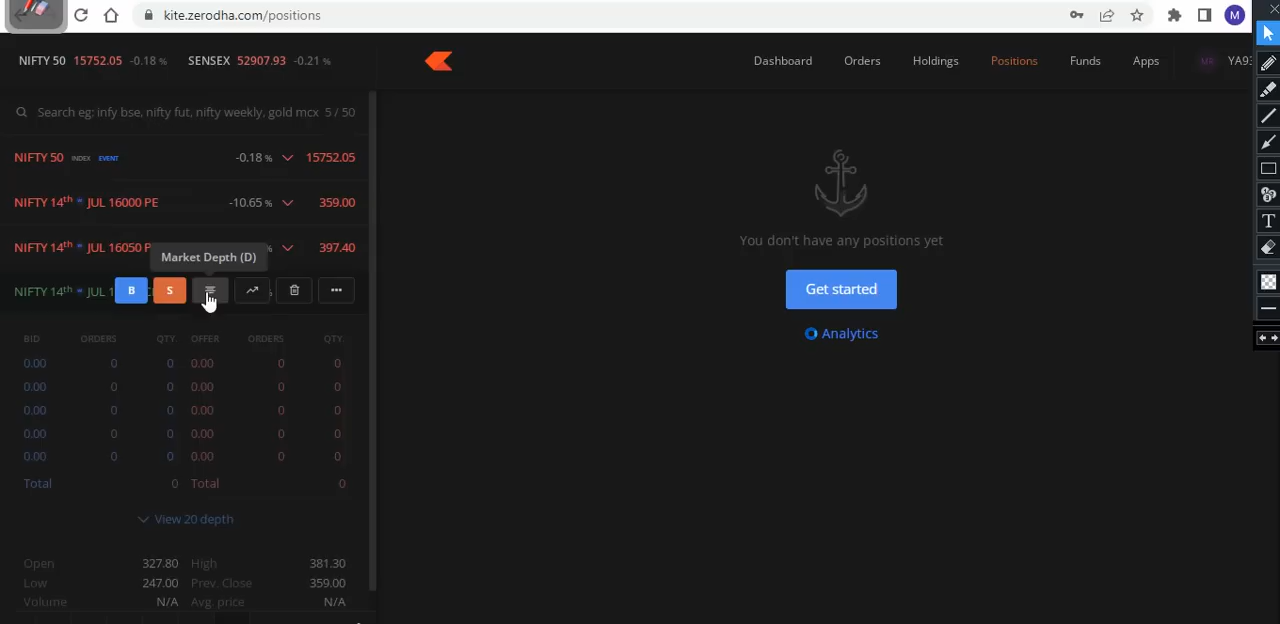 kite.zerodha.com/positions
M
NIFTY 50 15752.05 -0.18 % SENSEX 52907.93 -0.21 %
Dashboard Orders Holdings Positions Funds Apps MR YA93
Search eg: infy bse, nifty fut, nifty weekly, gold mcx 5 / 50
NIFTY 50 INDEX EVENT -0.18 % 15752.05
NIFTY 14th JUL 16000 PE -10.65 % 359.00
NIFTY 14th JUL 16050 P % 397.40
Market Depth (D)
NIFTY 14th JUL 1 B S
BID ORDERS QTY. OFFER ORDERS QTY.
0.00 0 0 0.00 0 0
0.00 0 0 0.00 0 0
0.00 0 0 0.00 0 0
0.00 0 0 0.00 0 0
0.00 0 0 0.00 0 0
Total 0 Total 0
View 20 depth
Open 327.80 High 381.30
Low 247.00 Prev. Close 359.00
Volume N/A Avg. price N/A
You don't have any positions yet
Get started
Analytics
T